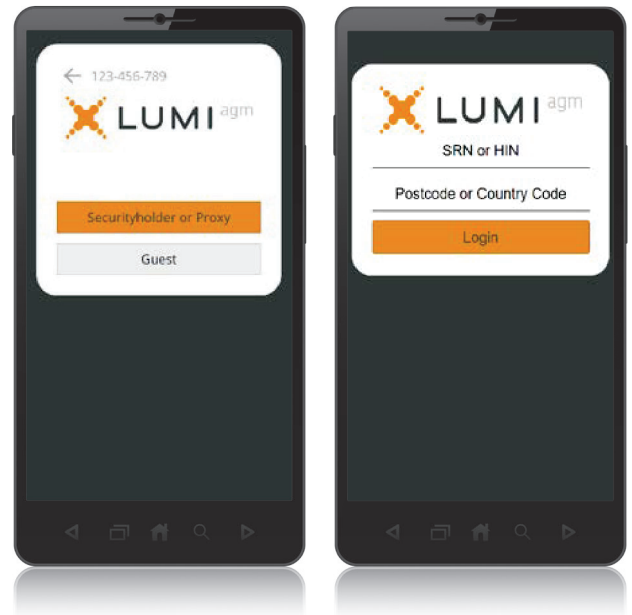 123-456-789
LUMI agm
Securityholder or Proxy
Guest
LUMI agm
SRN or HIN
Postcode or Country Code
Login